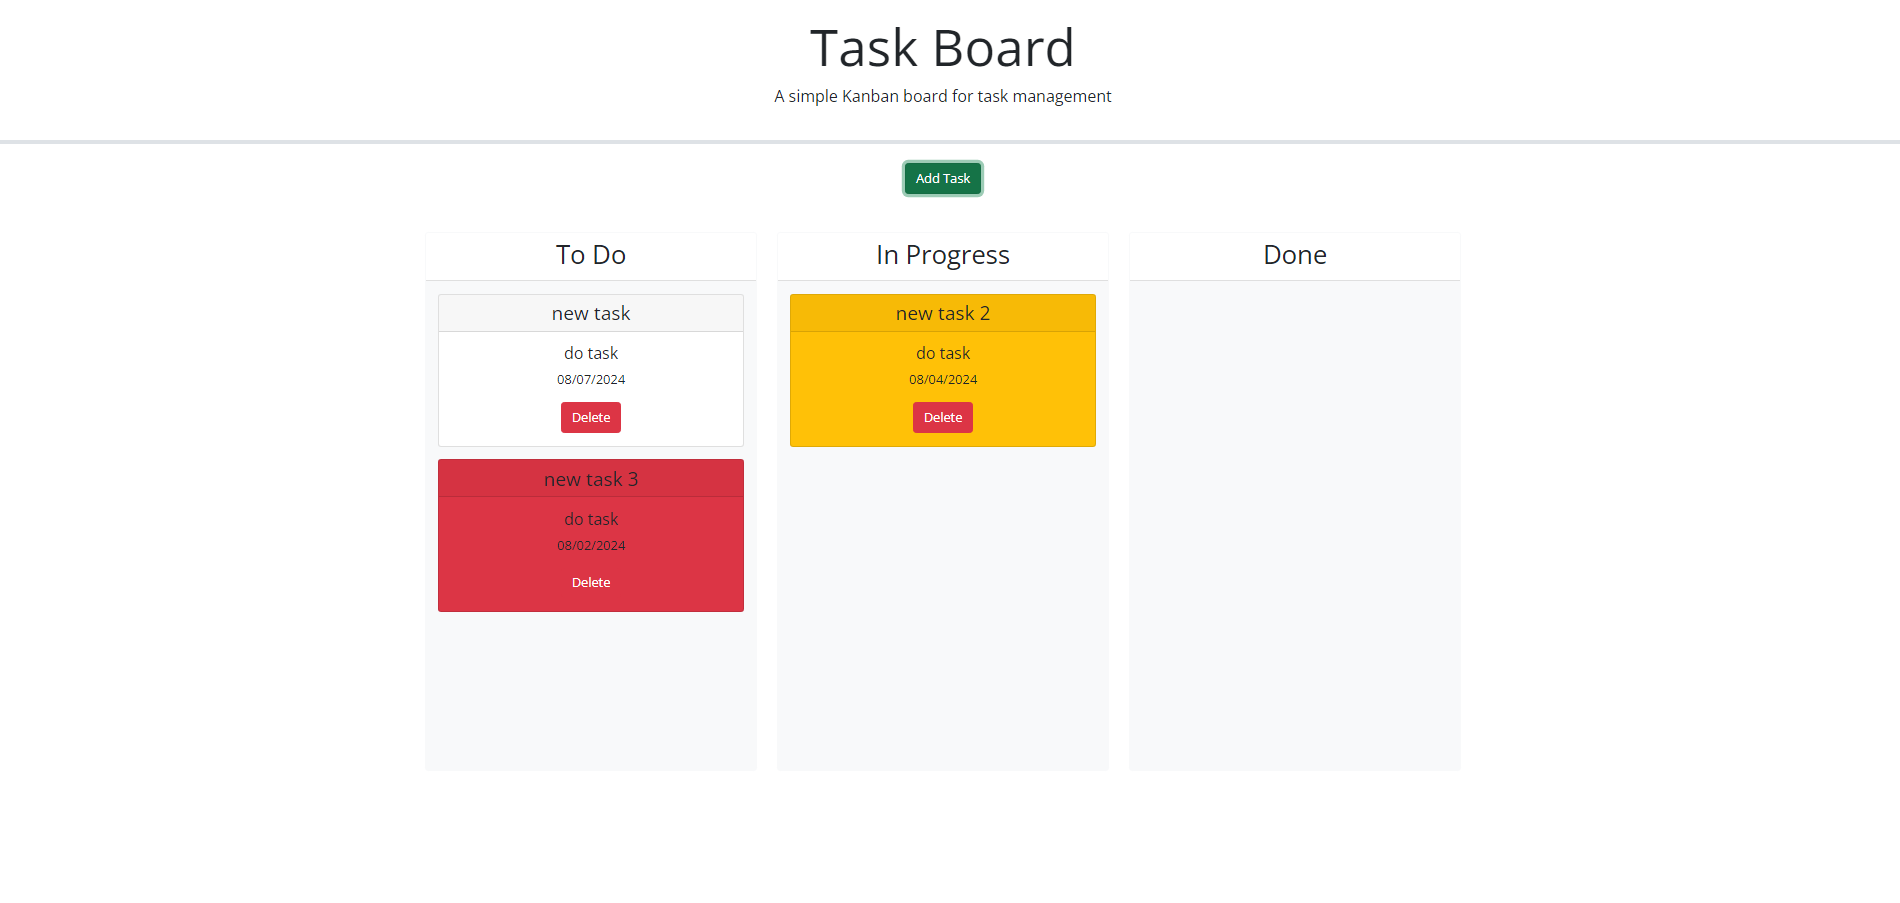 Task Board
A simple Kanban board for task management
Add Task
To Do
new task
do task
08/07/2024
Delete
new task 3
do task
08/02/2024
Delete
In Progress
new task 2
do task
08/04/2024
Delete
Done